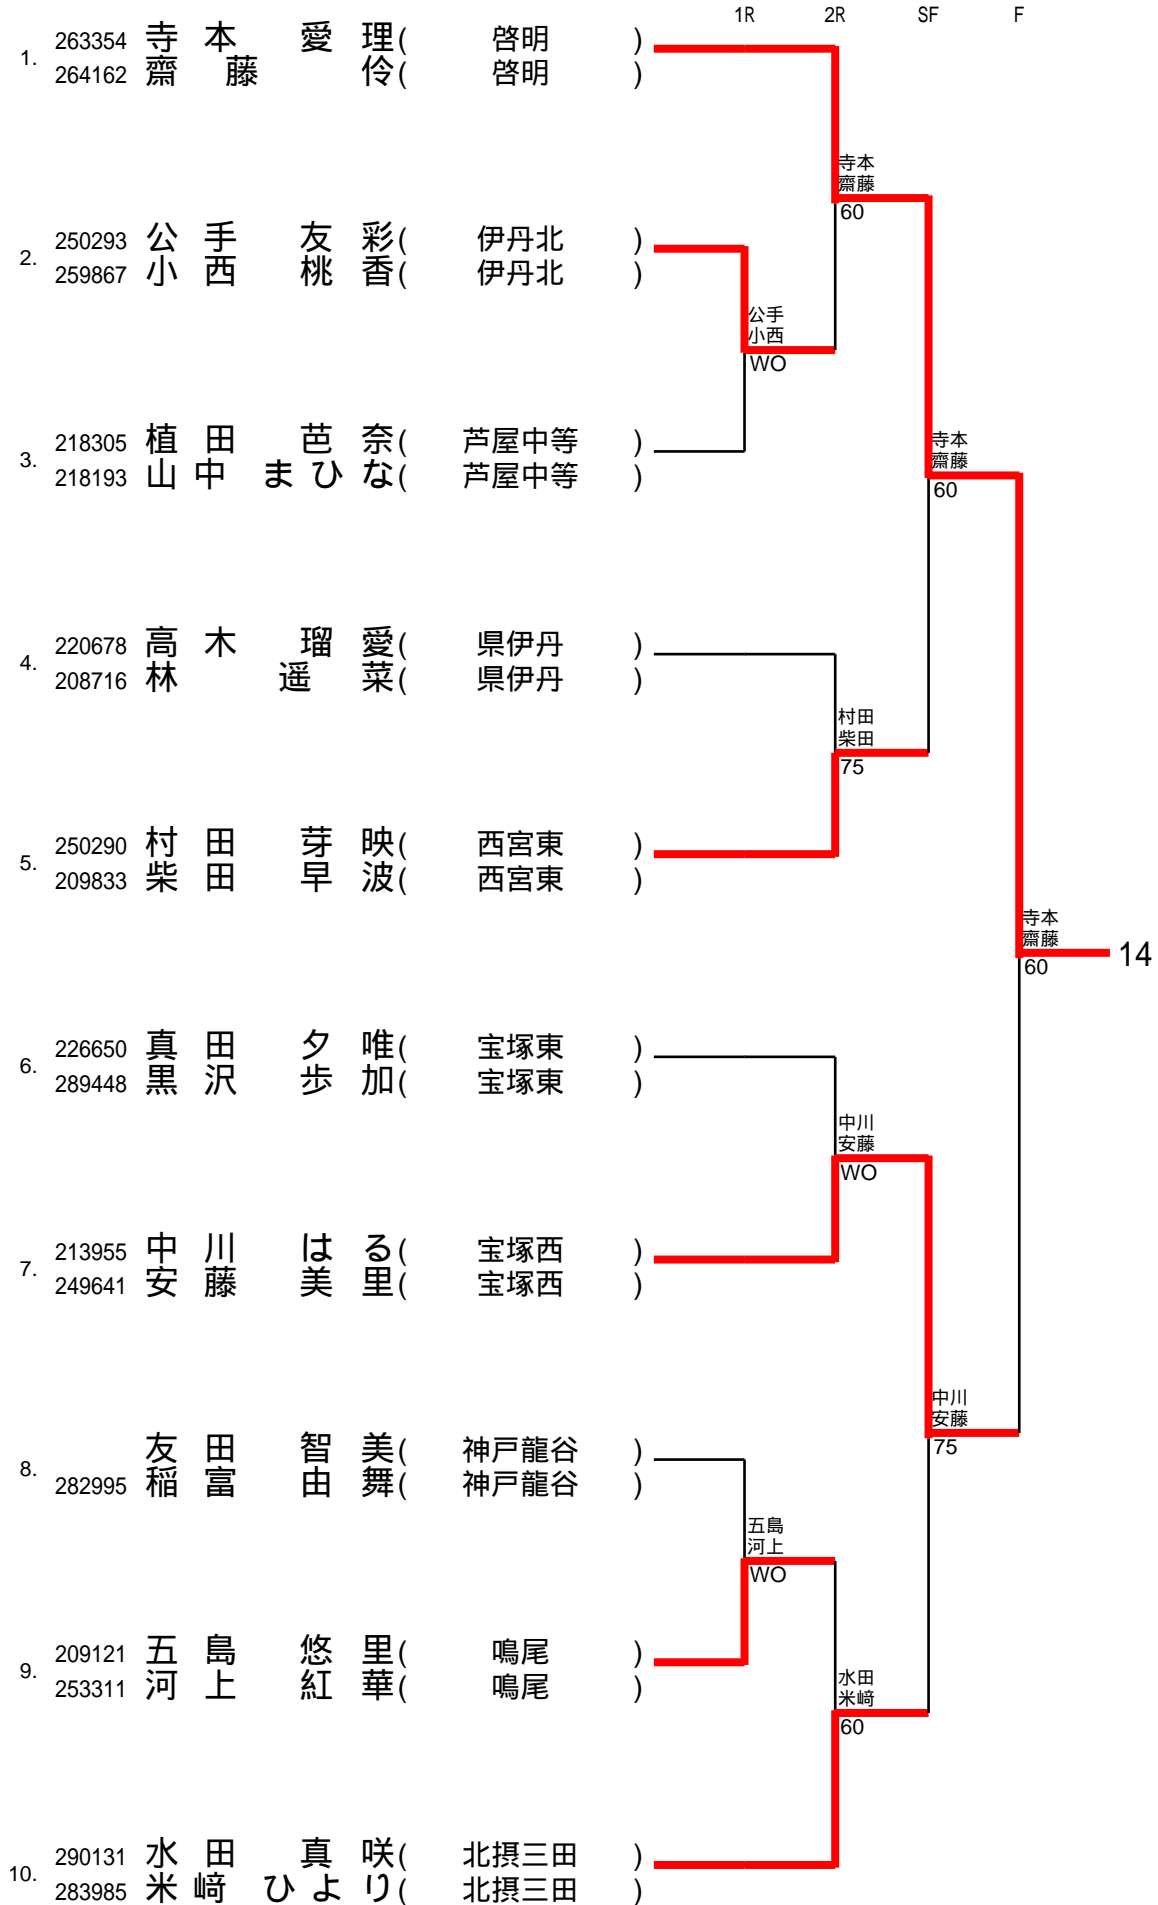 1R 2R SF F
1. 263354 寺本 愛理( 啓明 )
264162 齋藤 伶( 啓明 )
寺本
齋藤
60
2. 250293 公手 友彩( 伊丹北 )
259867 小西 桃香( 伊丹北 )
公手
小西
WO
3. 218305 植田 芭奈( 芦屋中等 )
218193 山中 まひな( 芦屋中等 )
寺本
齋藤
60
4. 220678 高木 瑠愛( 県伊丹 )
208716 林 遥菜( 県伊丹 )
村田
柴田
75
5. 250290 村田 芽映( 西宮東 )
209833 柴田 早波( 西宮東 )
寺本
齋藤
60
14
6. 226650 真田 夕唯( 宝塚東 )
289448 黒沢 歩加( 宝塚東 )
中川
安藤
WO
7. 213955 中川 はる( 宝塚西 )
249641 安藤 美里( 宝塚西 )
中川
安藤
75
8. 友田 智美( 神戸龍谷 )
282995 稲富 由舞( 神戸龍谷 )
五島
河上
WO
9. 209121 五島 悠里( 鳴尾 )
253311 河上 紅華( 鳴尾 )
水田
米﨑
60
10. 290131 水田 真咲( 北摂三田 )
283985 米﨑 ひより( 北摂三田 )